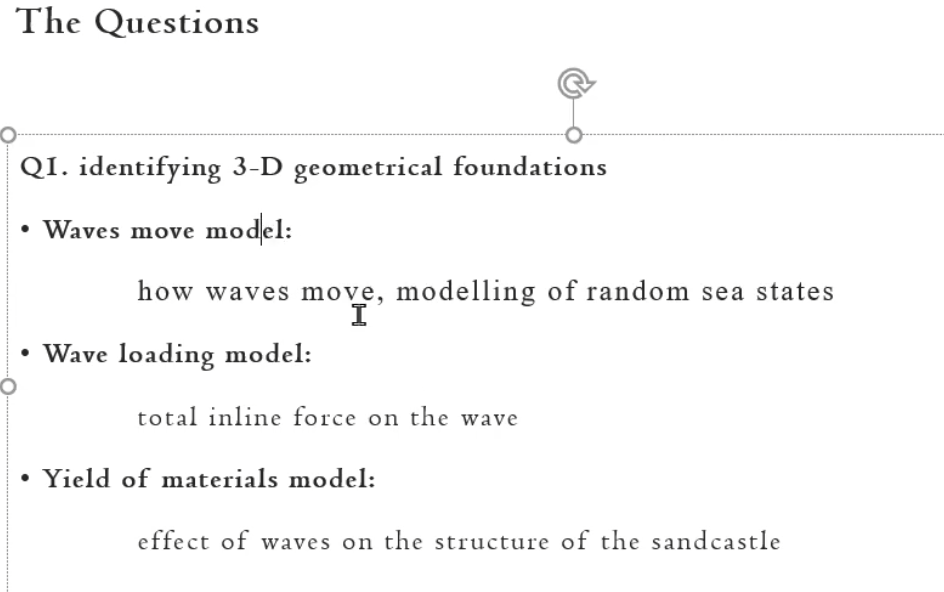 The Questions
Q1. identifying 3-D geometrical foundations
• Waves move model:
how waves move, modelling of random sea states
• Wave loading model:
total inline force on the wave
• Yield of materials model:
effect of waves on the structure of the sandcastle